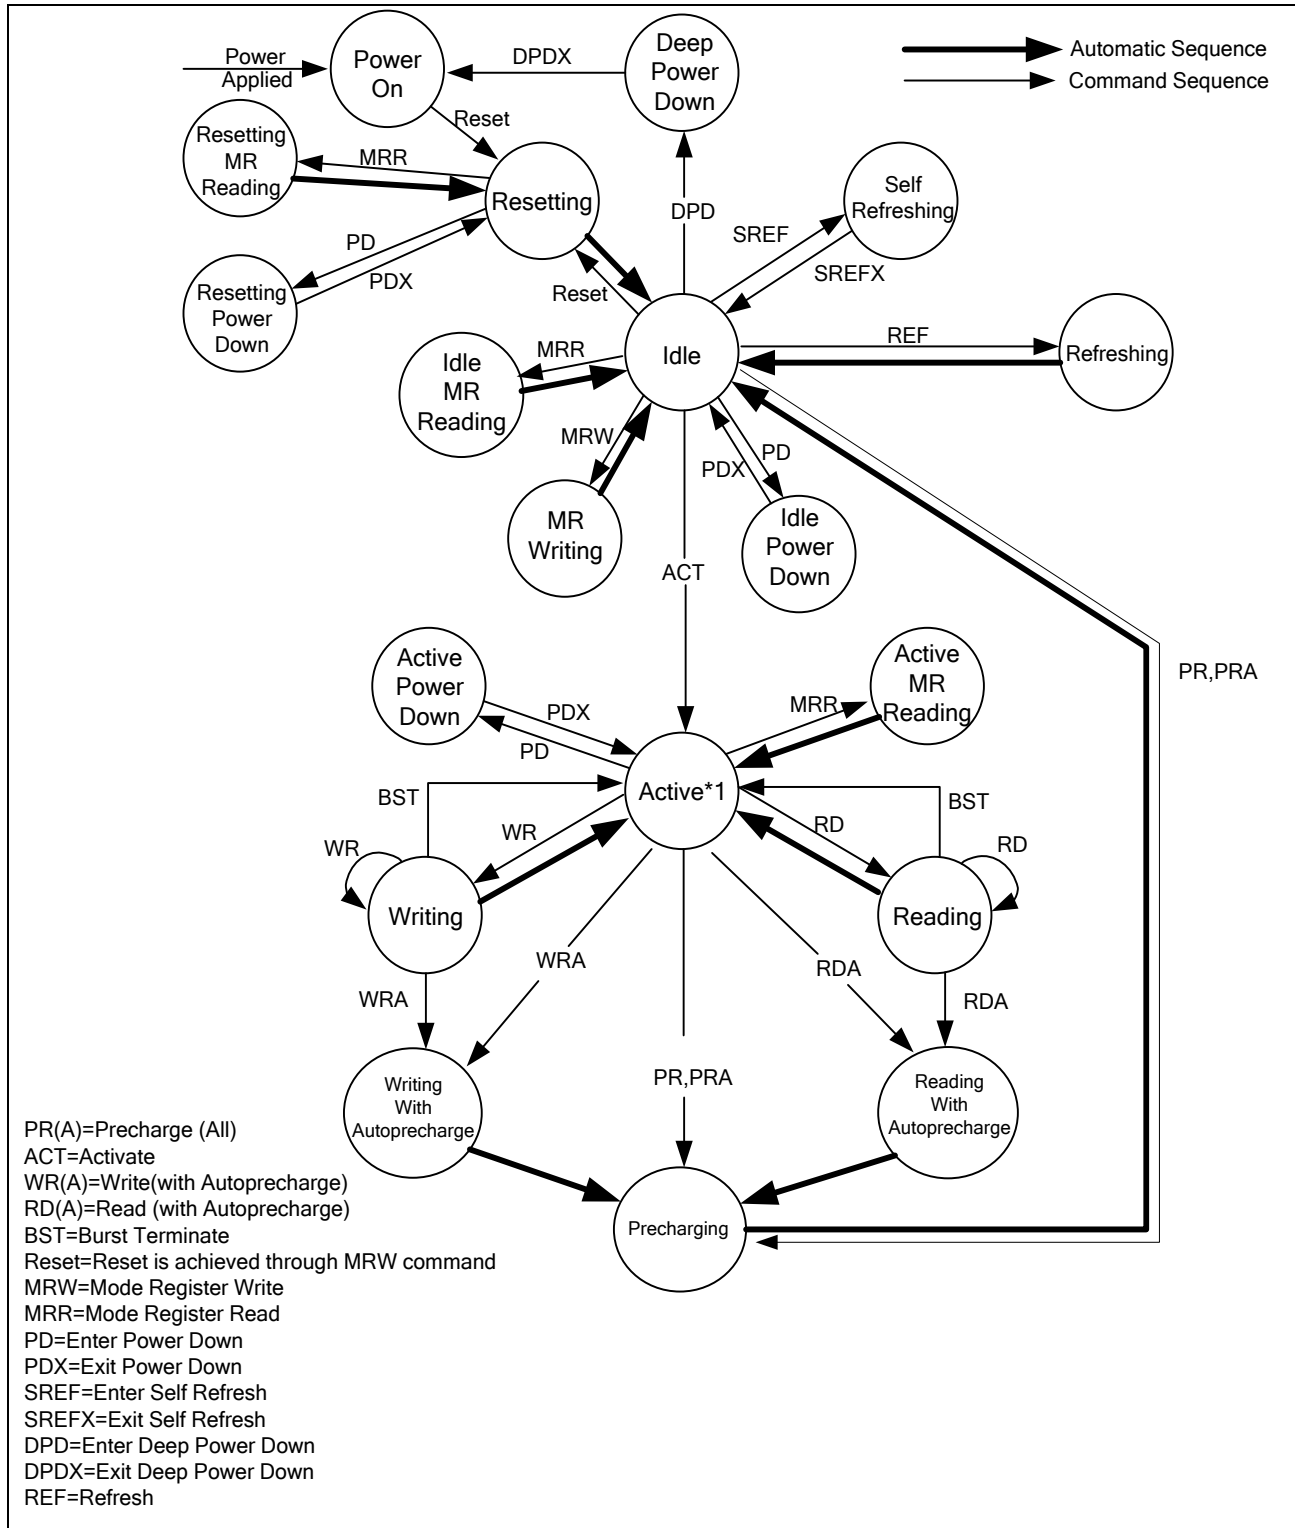 Power
Applied
Power
On
DPDX
Deep
Power
Down
Automatic Sequence
Command Sequence
Reset
Resetting
MR
Reading
MRR
Resetting
DPD
Self
Refreshing
SREF
SREFX
PD
PDX
Resetting
Power
Down
Reset
Idle
REF
Refreshing
MRR
Idle
MR
Reading
MRW
MR
Writing
PD
PDX
Idle
Power
Down
ACT
PR,PRA
Active
Power
Down
PDX
PD
Active
MR
Reading
MRR
Active*1
BST
BST
WR
RD
WR
RD
Writing
Reading
WRA
RDA
WRA
RDA
Writing
With
Autoprecharge
PR,PRA
Reading
With
Autoprecharge
Precharging
PR(A)=Precharge (All)
ACT=Activate
WR(A)=Write(with Autoprecharge)
RD(A)=Read (with Autoprecharge)
BST=Burst Terminate
Reset=Reset is achieved through MRW command
MRW=Mode Register Write
MRR=Mode Register Read
PD=Enter Power Down
PDX=Exit Power Down
SREF=Enter Self Refresh
SREFX=Exit Self Refresh
DPD=Enter Deep Power Down
DPDX=Exit Deep Power Down
REF=Refresh